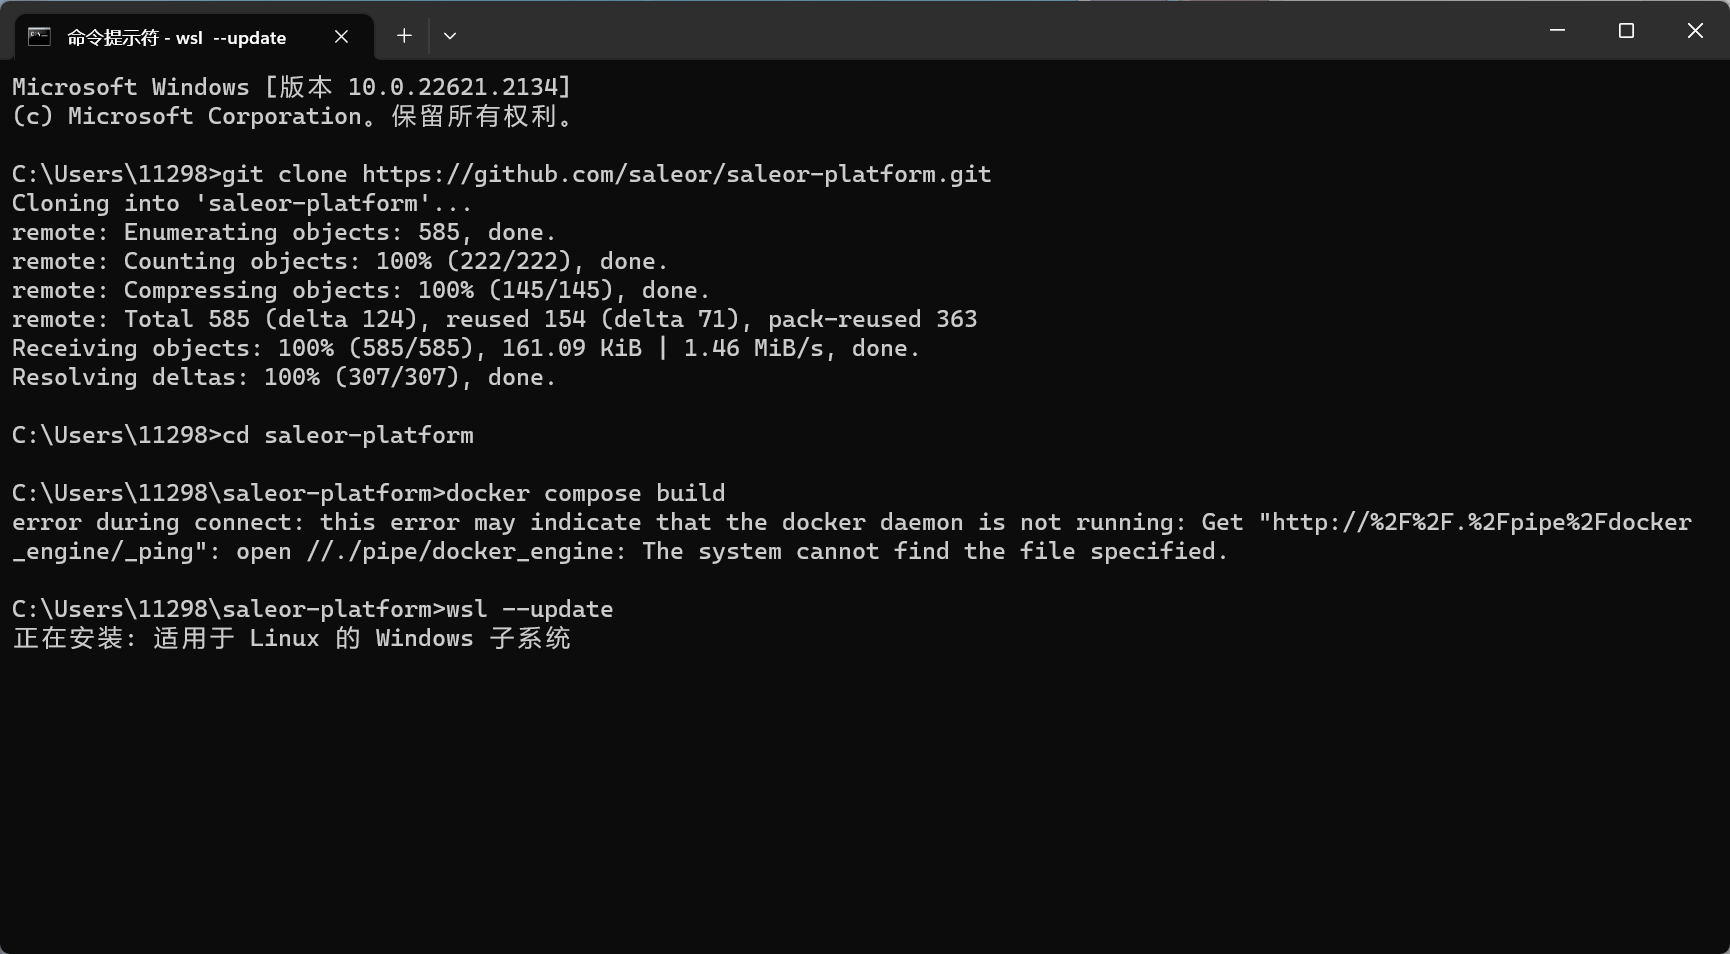 命令提示符 - wsl  --update
Microsoft Windows [版本 10.0.22621.2134]
(c) Microsoft Corporation。保留所有权利。
C:\Users\11298>git clone https://github.com/saleor/saleor-platform.git
Cloning into 'saleor-platform'...
remote: Enumerating objects: 585, done.
remote: Counting objects: 100% (222/222), done.
remote: Compressing objects: 100% (145/145), done.
remote: Total 585 (delta 124), reused 154 (delta 71), pack-reused 363
Receiving objects: 100% (585/585), 161.09 KiB | 1.46 MiB/s, done.
Resolving deltas: 100% (307/307), done.
C:\Users\11298>cd saleor-platform
C:\Users\11298\saleor-platform>docker compose build
error during connect: this error may indicate that the docker daemon is not running: Get "http://%2F%2F.%2Fpipe%2Fdocker
_engine/_ping": open //./pipe/docker_engine: The system cannot find the file specified.
C:\Users\11298\saleor-platform>wsl --update
正在安装: 适用于 Linux 的 Windows 子系统